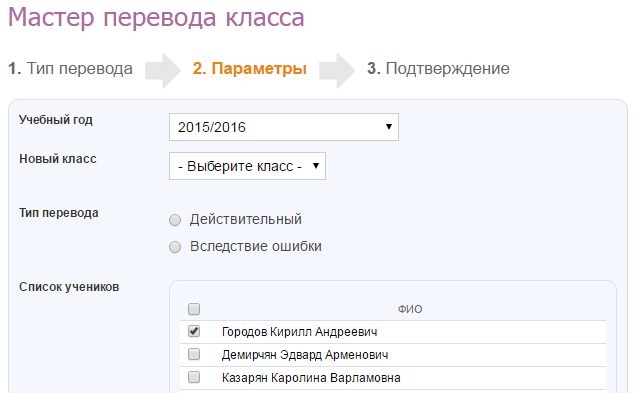 Мастер перевода класса
1. Тип перевода 2. Параметры 3. Подтверждение
Учебный год 2015/2016
Новый класс - Выберите класс -
Тип перевода Действительный
Вследствие ошибки
Список учеников ФИО
Городов Кирилл Андреевич
Демирчян Эдвард Арменович
Казарян Каролина Варламовна